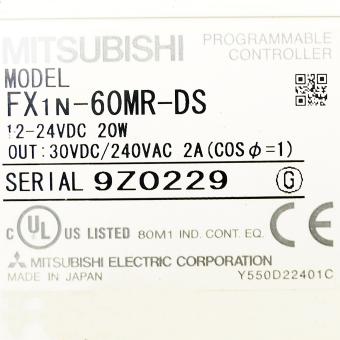 MITSUBISHI PROGRAMMABLE
CONTROLLER
MODEL
FX1N-60MR-DS
12-24VDC 20W
OUT:30VDC/240VAC 2A(COSφ=1)
SERIAL 9Z0229 G
C UL US LISTED 80M1 IND. CONT. EQ. CE
MITSUBISHI ELECTRIC CORPORATION
MADE IN JAPAN Y550D22401C